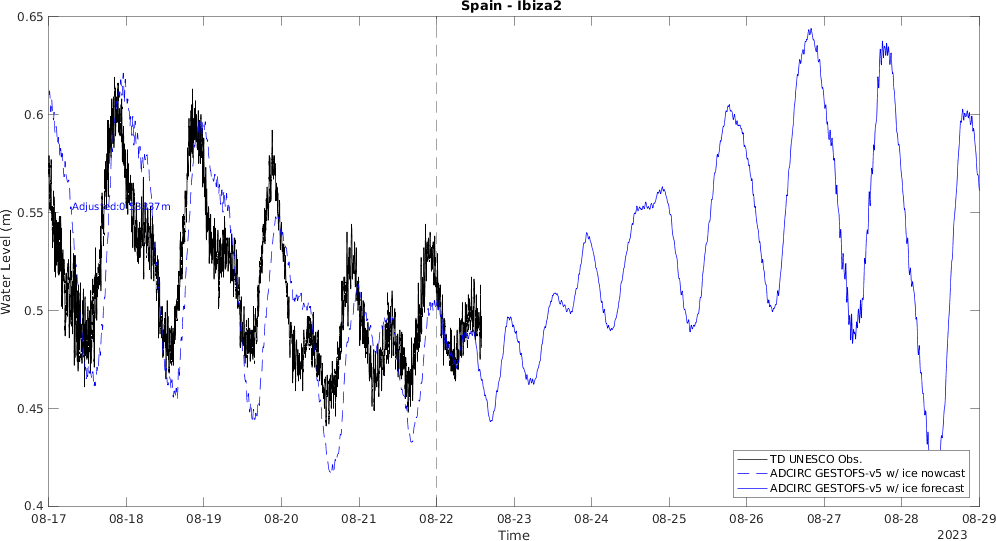 Spain - Ibiza2
Water Level (m)
0.65
0.6
0.55
0.5
0.45
0.4
TD UNESCO Obs.
ADCIRC GESTOFS-v5 w/ ice nowcast
ADCIRC GESTOFS-v5 w/ ice forecast
08-17 08-18 08-19 08-20 08-21 08-22 08-23 08-24 08-25 08-26 08-27 08-28 08-29
Time
2023